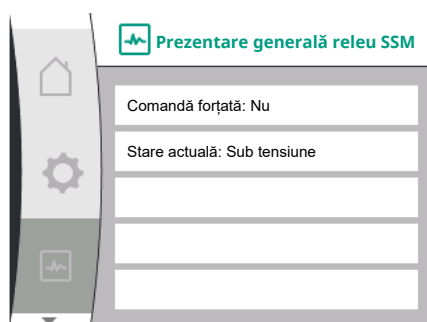 Prezentare generală releu SSM
Comandă forțată: Nu
Stare actuală: Sub tensiune